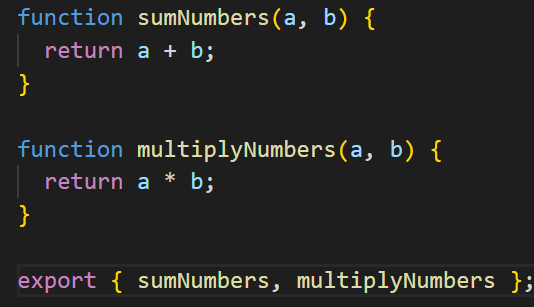 function sumNumbers(a, b) {
  return a + b;
}

function multiplyNumbers(a, b) {
  return a * b;
}

export { sumNumbers, multiplyNumbers };